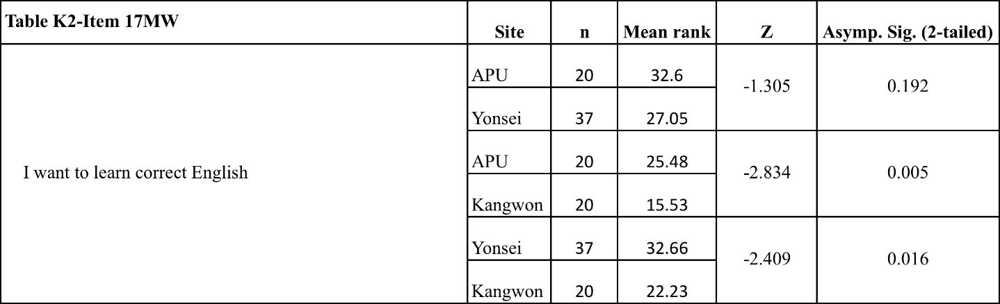 Table K2-Item 17MW
Site n Mean rank Z Asymp. Sig. (2-tailed)
I want to learn correct English
APU 20 32.6
-1.305 0.192
Yonsei 37 27.05
APU 20 25.48
-2.834 0.005
Kangwon 20 15.53
Yonsei 37 32.66
-2.409 0.016
Kangwon 20 22.23